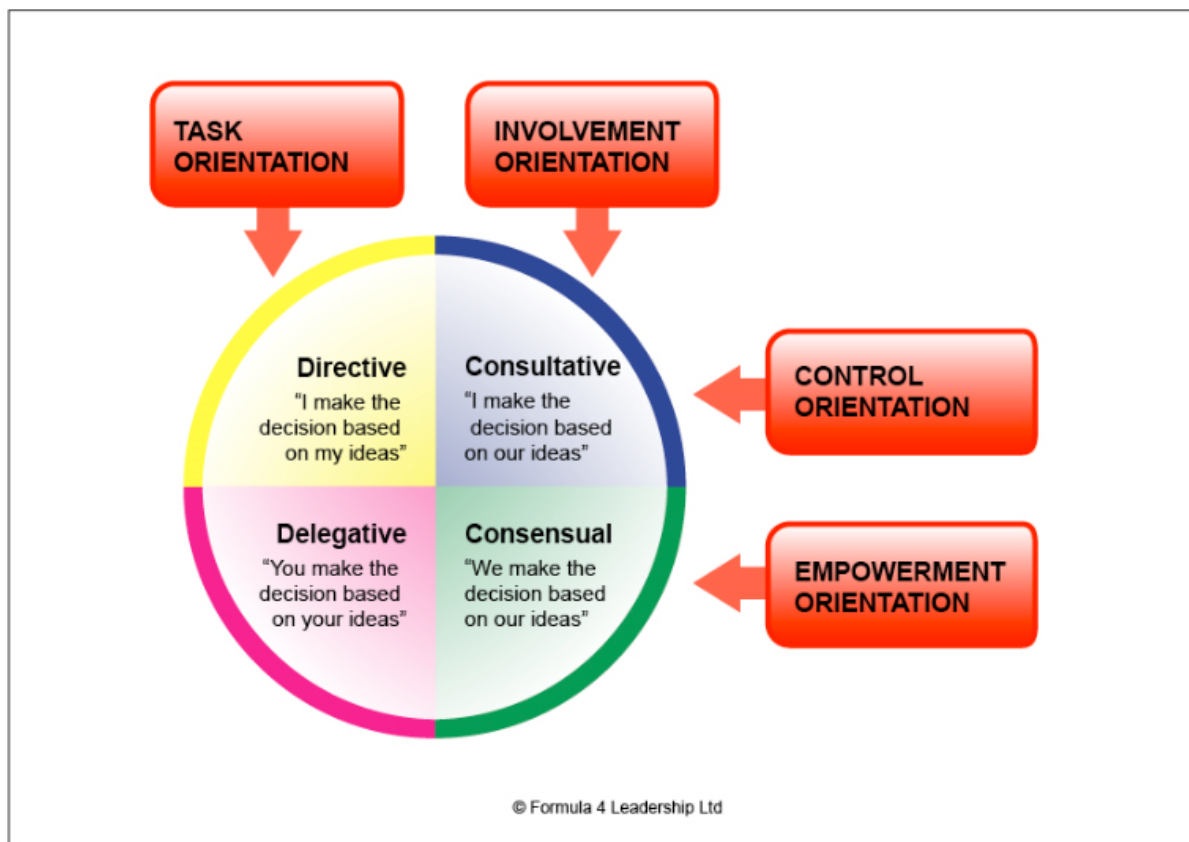 TASK
ORIENTATION
INVOLVEMENT
ORIENTATION
Directive
“I make the
decision based
on my ideas”
Consultative
“I make the
decision based
on our ideas”
CONTROL
ORIENTATION
Delegative
“You make the
decision based
on your ideas”
Consensual
“We make the
decision based
on our ideas”
EMPOWERMENT
ORIENTATION
© Formula 4 Leadership Ltd